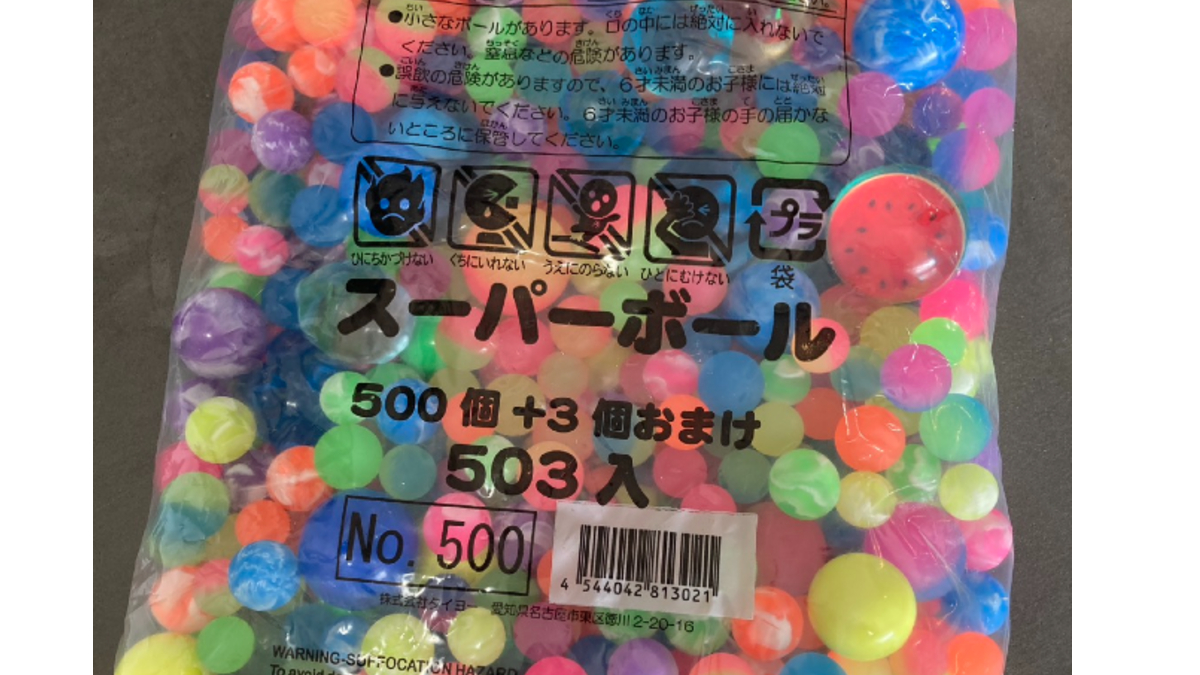 ●小さなボールがあります。口の中には絶対に入れないで
ください。窒息などの危険があります。
●誤飲の危険がありますので、6才未満のお子様には絶対
に与えないでください。6才未満のお子様の手の届かな
いところに保管してください。
プラ
袋
ひにちかづけない くちにいれない うえにのらない ひとにむけない
スーパーボール
500個+3個おまけ
503入
No. 500
4 544042 813021
株式会社タイヨー 愛知県名古屋市東区徳川2-20-16
WARNING-SUFFOCATION HAZARD
To avoid